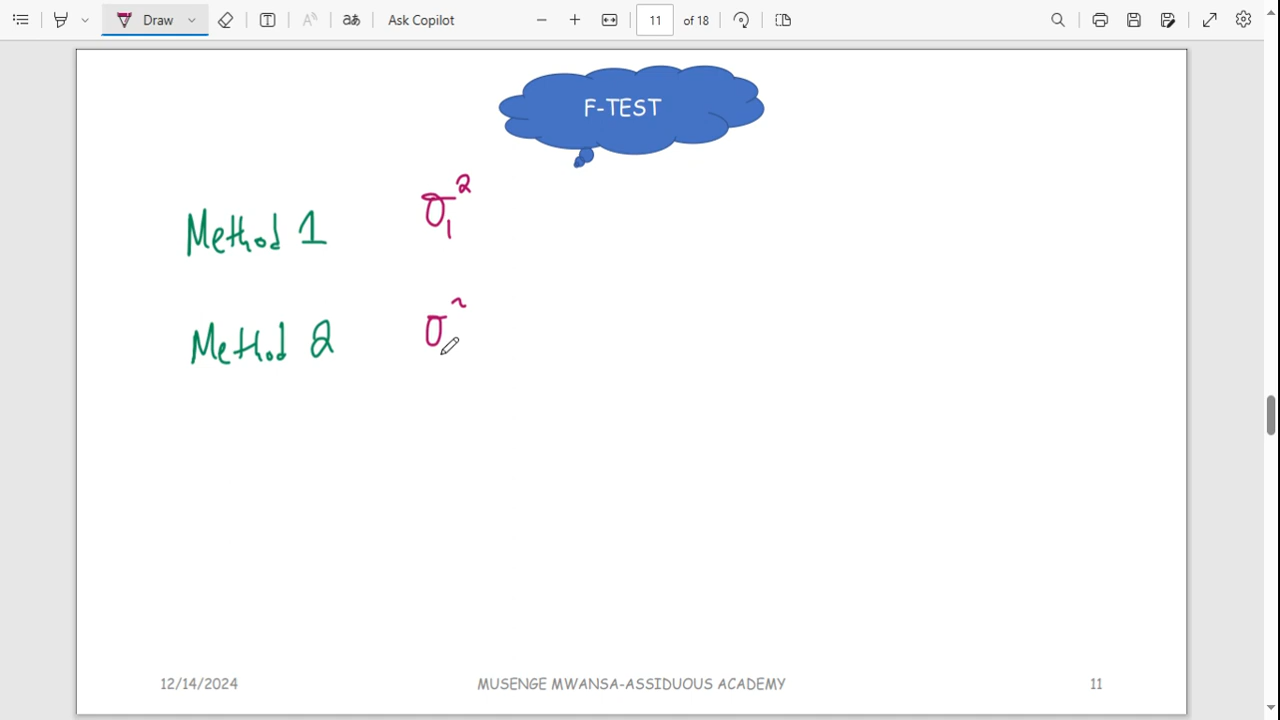 Draw Ask Copilot 11 of 18
F-TEST
Method 1 σ₁²
Method 2 σ²
12/14/2024 MUSENGE MWANSA-ASSIDUOUS ACADEMY 11